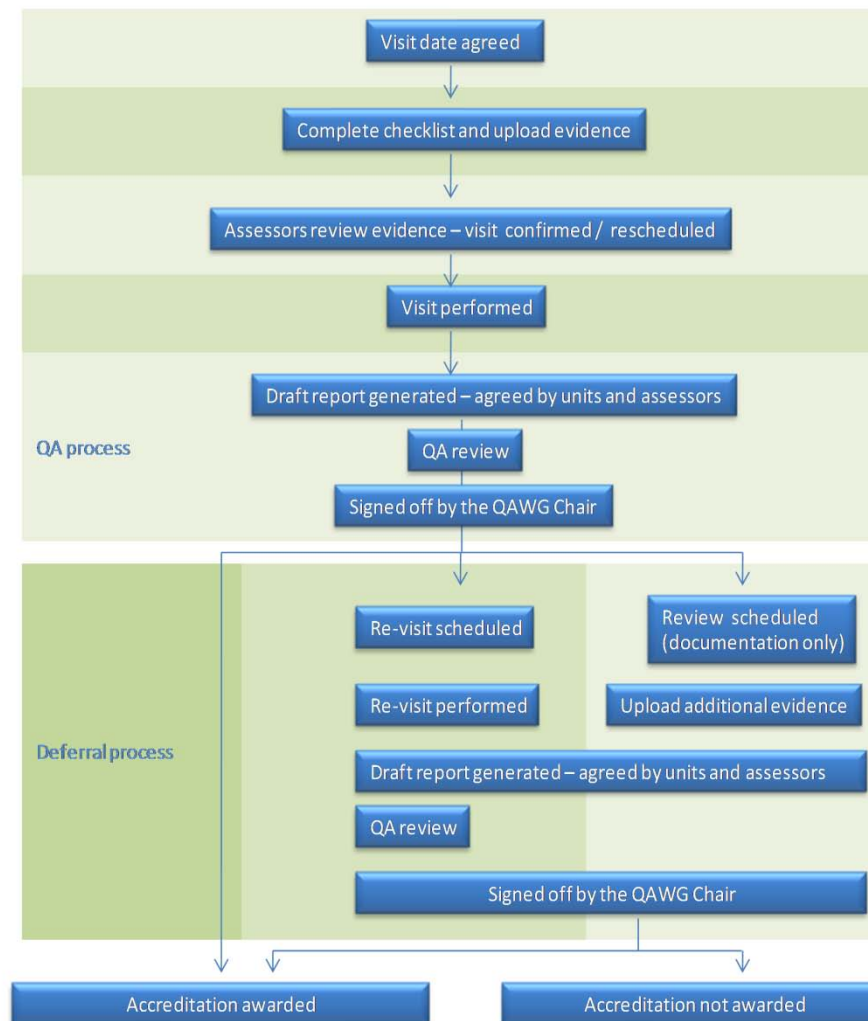 Visit date agreed
Complete checklist and upload evidence
Assessors review evidence – visit confirmed / rescheduled
Visit performed
Draft report generated – agreed by units and assessors
QA process
QA review
Signed off by the QAWG Chair
Re-visit scheduled
Review scheduled
(documentation only)
Re-visit performed
Upload additional evidence
Deferral process
Draft report generated – agreed by units and assessors
QA review
Signed off by the QAWG Chair
Accreditation awarded
Accreditation not awarded